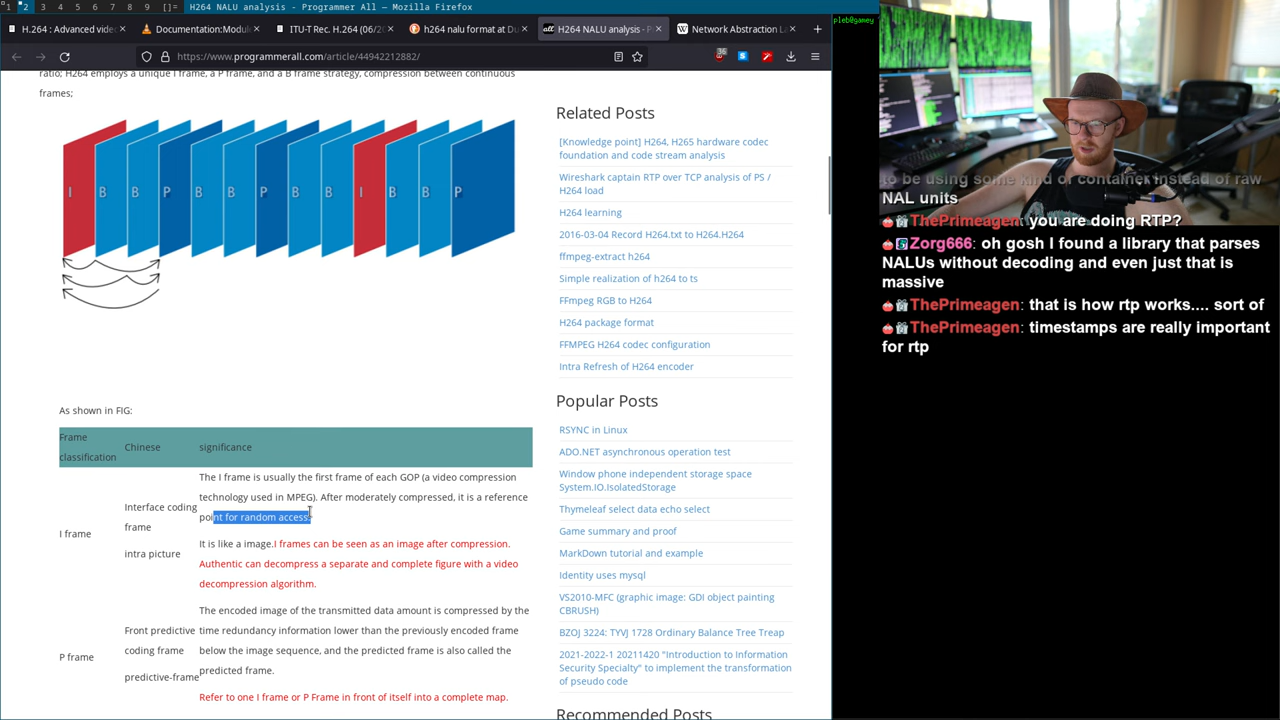 1 2 3 4 5 6 7 8 9 []= H264 NALU analysis - Programmer All — Mozilla Firefox
H.264 : Advanced vide
Documentation:Modul
ITU-T Rec. H.264 (06/2
h264 nalu format at Du
H264 NALU analysis - P
Network Abstraction La
pleb@gamey
https://www.programmerall.com/article/44942212882/
ratio; H264 employs a unique I frame, a P frame, and a B frame strategy, compression between continuous
frames;
I B B P B B P B B I B B P
As shown in FIG:
Frame
classification
Chinese
significance
I frame
Interface coding
frame
intra picture
The I frame is usually the first frame of each GOP (a video compression
technology used in MPEG). After moderately compressed, it is a reference
point for random access.
It is like a image.I frames can be seen as an image after compression.
Authentic can decompress a separate and complete figure with a video
decompression algorithm.
P frame
Front predictive
coding frame
predictive-frame
The encoded image of the transmitted data amount is compressed by the
time redundancy information lower than the previously encoded frame
below the image sequence, and the predicted frame is also called the
predicted frame.
Refer to one I frame or P Frame in front of itself into a complete map.
Related Posts
[Knowledge point] H264, H265 hardware codec
foundation and code stream analysis
Wireshark captain RTP over TCP analysis of PS /
H264 load
H264 learning
2016-03-04 Record H264.txt to H264.H264
ffmpeg-extract h264
Simple realization of h264 to ts
FFmpeg RGB to H264
H264 package format
FFMPEG H264 codec configuration
Intra Refresh of H264 encoder
Popular Posts
RSYNC in Linux
ADO.NET asynchronous operation test
Window phone independent storage space
System.IO.IsolatedStorage
Thymeleaf select data echo select
Game summary and proof
MarkDown tutorial and example
Identity uses mysql
VS2010-MFC (graphic image: GDI object painting
CBRUSH)
BZOJ 3224: TYVJ 1728 Ordinary Balance Tree Treap
2021-2022-1 20211420 "Introduction to Information
Security Specialty" to implement the transformation
of pseudo code
Recommended Posts
to be using some kind of container instead of raw
NAL units
ThePrimeagen: you are doing RTP?
Zorg666: oh gosh I found a library that parses
NALUs without decoding and even just that is
massive
ThePrimeagen: that is how rtp works.... sort of
ThePrimeagen: timestamps are really important
for rtp